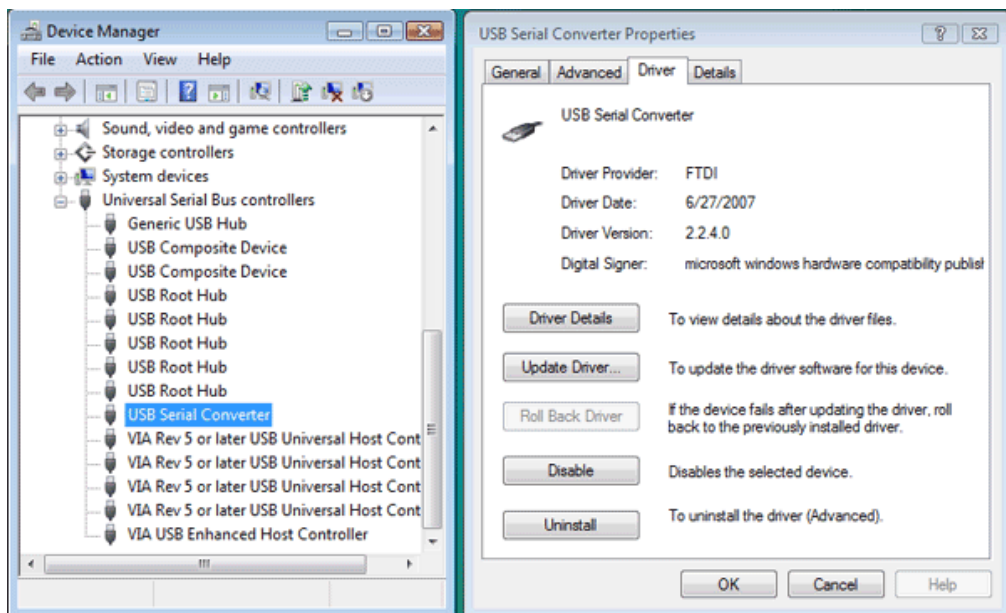 Device Manager
File Action View Help
Sound, video and game controllers
Storage controllers
System devices
Universal Serial Bus controllers
Generic USB Hub
USB Composite Device
USB Composite Device
USB Root Hub
USB Root Hub
USB Root Hub
USB Root Hub
USB Root Hub
USB Serial Converter
VIA Rev 5 or later USB Universal Host Cont
VIA Rev 5 or later USB Universal Host Cont
VIA Rev 5 or later USB Universal Host Cont
VIA Rev 5 or later USB Universal Host Cont
VIA USB Enhanced Host Controller
USB Serial Converter Properties
General Advanced Driver Details
USB Serial Converter
Driver Provider: FTDI
Driver Date: 6/27/2007
Driver Version: 2.2.4.0
Digital Signer: microsoft windows hardware compatibility publish
Driver Details To view details about the driver files.
Update Driver... To update the driver software for this device.
Roll Back Driver If the device fails after updating the driver, roll
back to the previously installed driver.
Disable Disables the selected device.
Uninstall To uninstall the driver (Advanced).
OK Cancel Help